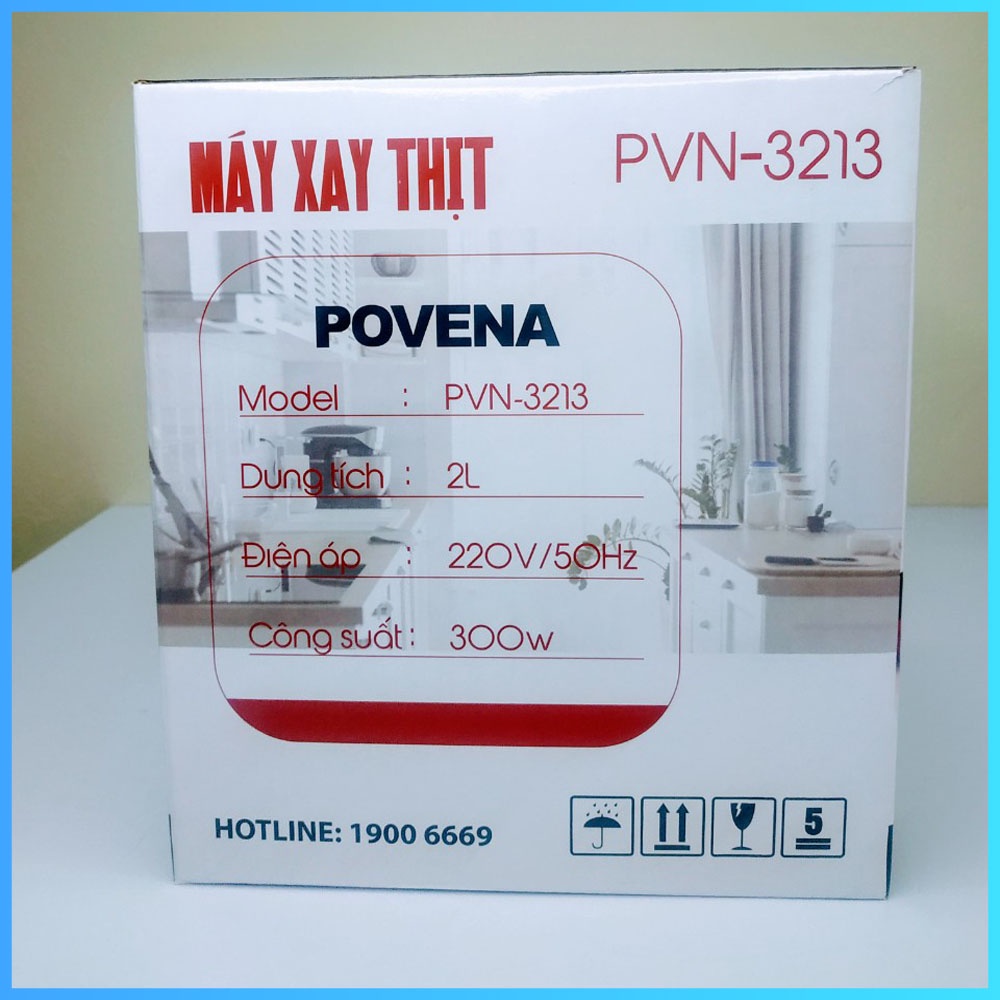 MÁY XAY THỊT
PVN-3213
POVENA
Model : PVN-3213
Dung tích : 2L
Điện áp : 220V/50Hz
Công suất : 300w
HOTLINE: 1900 6669
5